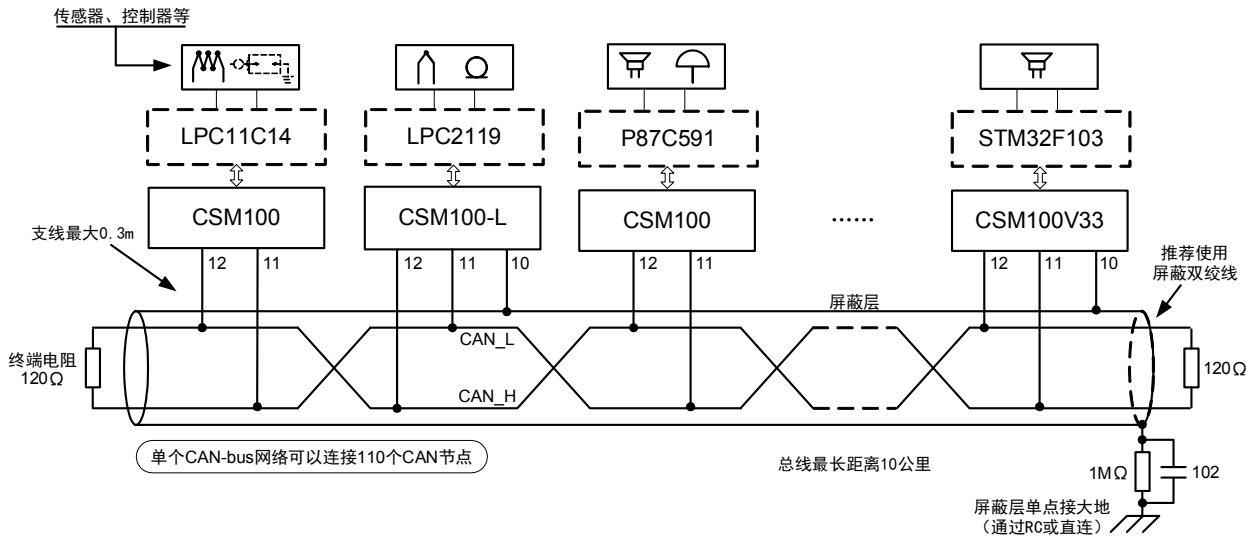 传感器、控制器等
LPC11C14
LPC2119
P87C591
STM32F103
CSM100
CSM100-L
CSM100
......
CSM100V33
支线最大0.3m
12
11
12
11
10
12
11
12
11
10
推荐使用
屏蔽双绞线
屏蔽层
CAN_L
终端电阻
120Ω
120Ω
CAN_H
单个CAN-bus网络可以连接110个CAN节点
总线最长距离10公里
1MΩ
102
屏蔽层单点接大地
（通过RC或直连）